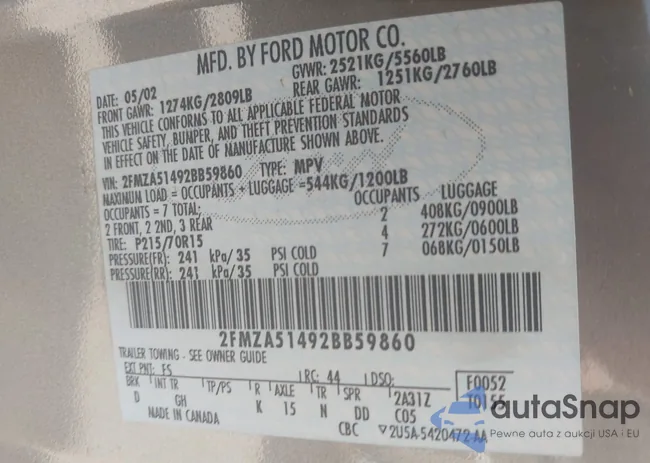 MFD. BY FORD MOTOR CO.
DATE: 05/02 GVWR: 2521KG/5560LB
FRONT GAWR: 1274KG/2809LB REAR GAWR: 1251KG/2760LB
THIS VEHICLE CONFORMS TO ALL APPLICABLE FEDERAL MOTOR
VEHICLE SAFETY, BUMPER, AND THEFT PREVENTION STANDARDS
IN EFFECT ON THE DATE OF MANUFACTURE SHOWN ABOVE.
VIN: 2FMZA51492BB59860 TYPE: MPV
MAXIMUM LOAD = OCCUPANTS + LUGGAGE =544KG/1200LB
OCCUPANTS = 7 TOTAL: OCCUPANTS LUGGAGE
2 FRONT, 2 2ND, 3 REAR 2 408KG/0900LB
TIRE: P215/70R15 4 272KG/0600LB
PRESSURE(FR): 241 kPa/35 PSI COLD 7 068KG/0150LB
PRESSURE(RR): 241 kPa/35 PSI COLD
2FMZA51492BB59860
TRAILER TOWING - SEE OWNER GUIDE
EXT PNT: FS RC: 44 DSO: F0052
BRK INT TR TP/PS R AXLE TR SPR 2A31Z
D GH K 15 N DD C05
MADE IN CANADA CBC ▽2U5A-5420472 AA
autaSnap
Pewne auta z aukcji USA i EU